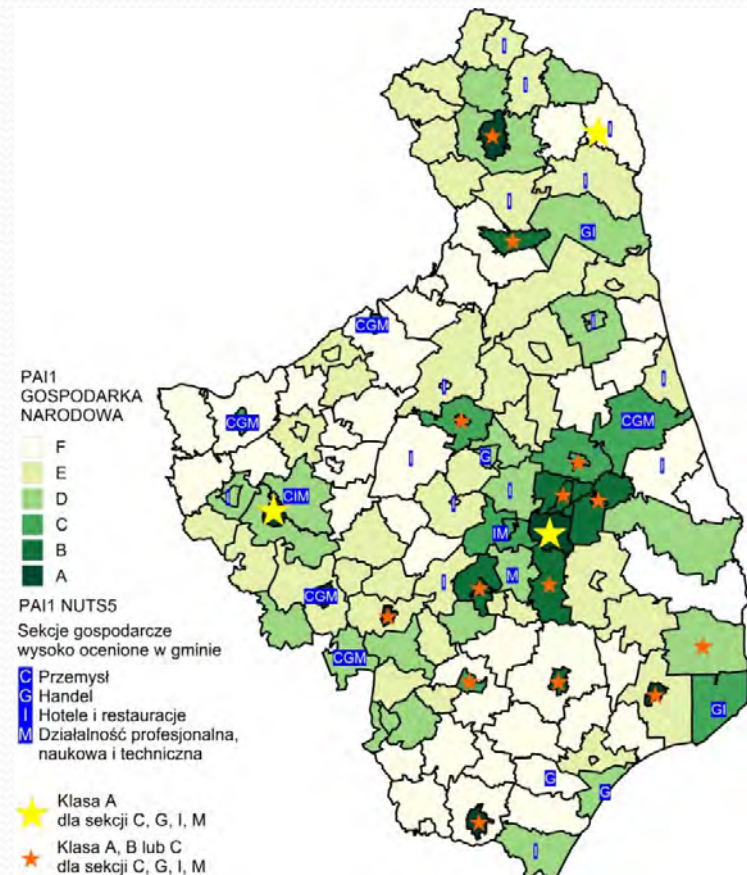 I
I
I
I
I
GI
CGM
I
I
I
CGM
CGM
G
I
I
CIM
I
I
I
IM
CGM
I
M
CGM
GI
G
G
I
PAI1
GOSPODARKA
NARODOWA
F
E
D
C
B
A
PAI1 NUTS5
Sekcje gospodarcze
wysoko ocenione w gminie
C Przemysł
G Handel
I Hotele i restauracje
M Działalność profesjonalna,
naukowa i techniczna
Klasa A
dla sekcji C, G, I, M
Klasa A, B lub C
dla sekcji C, G, I, M